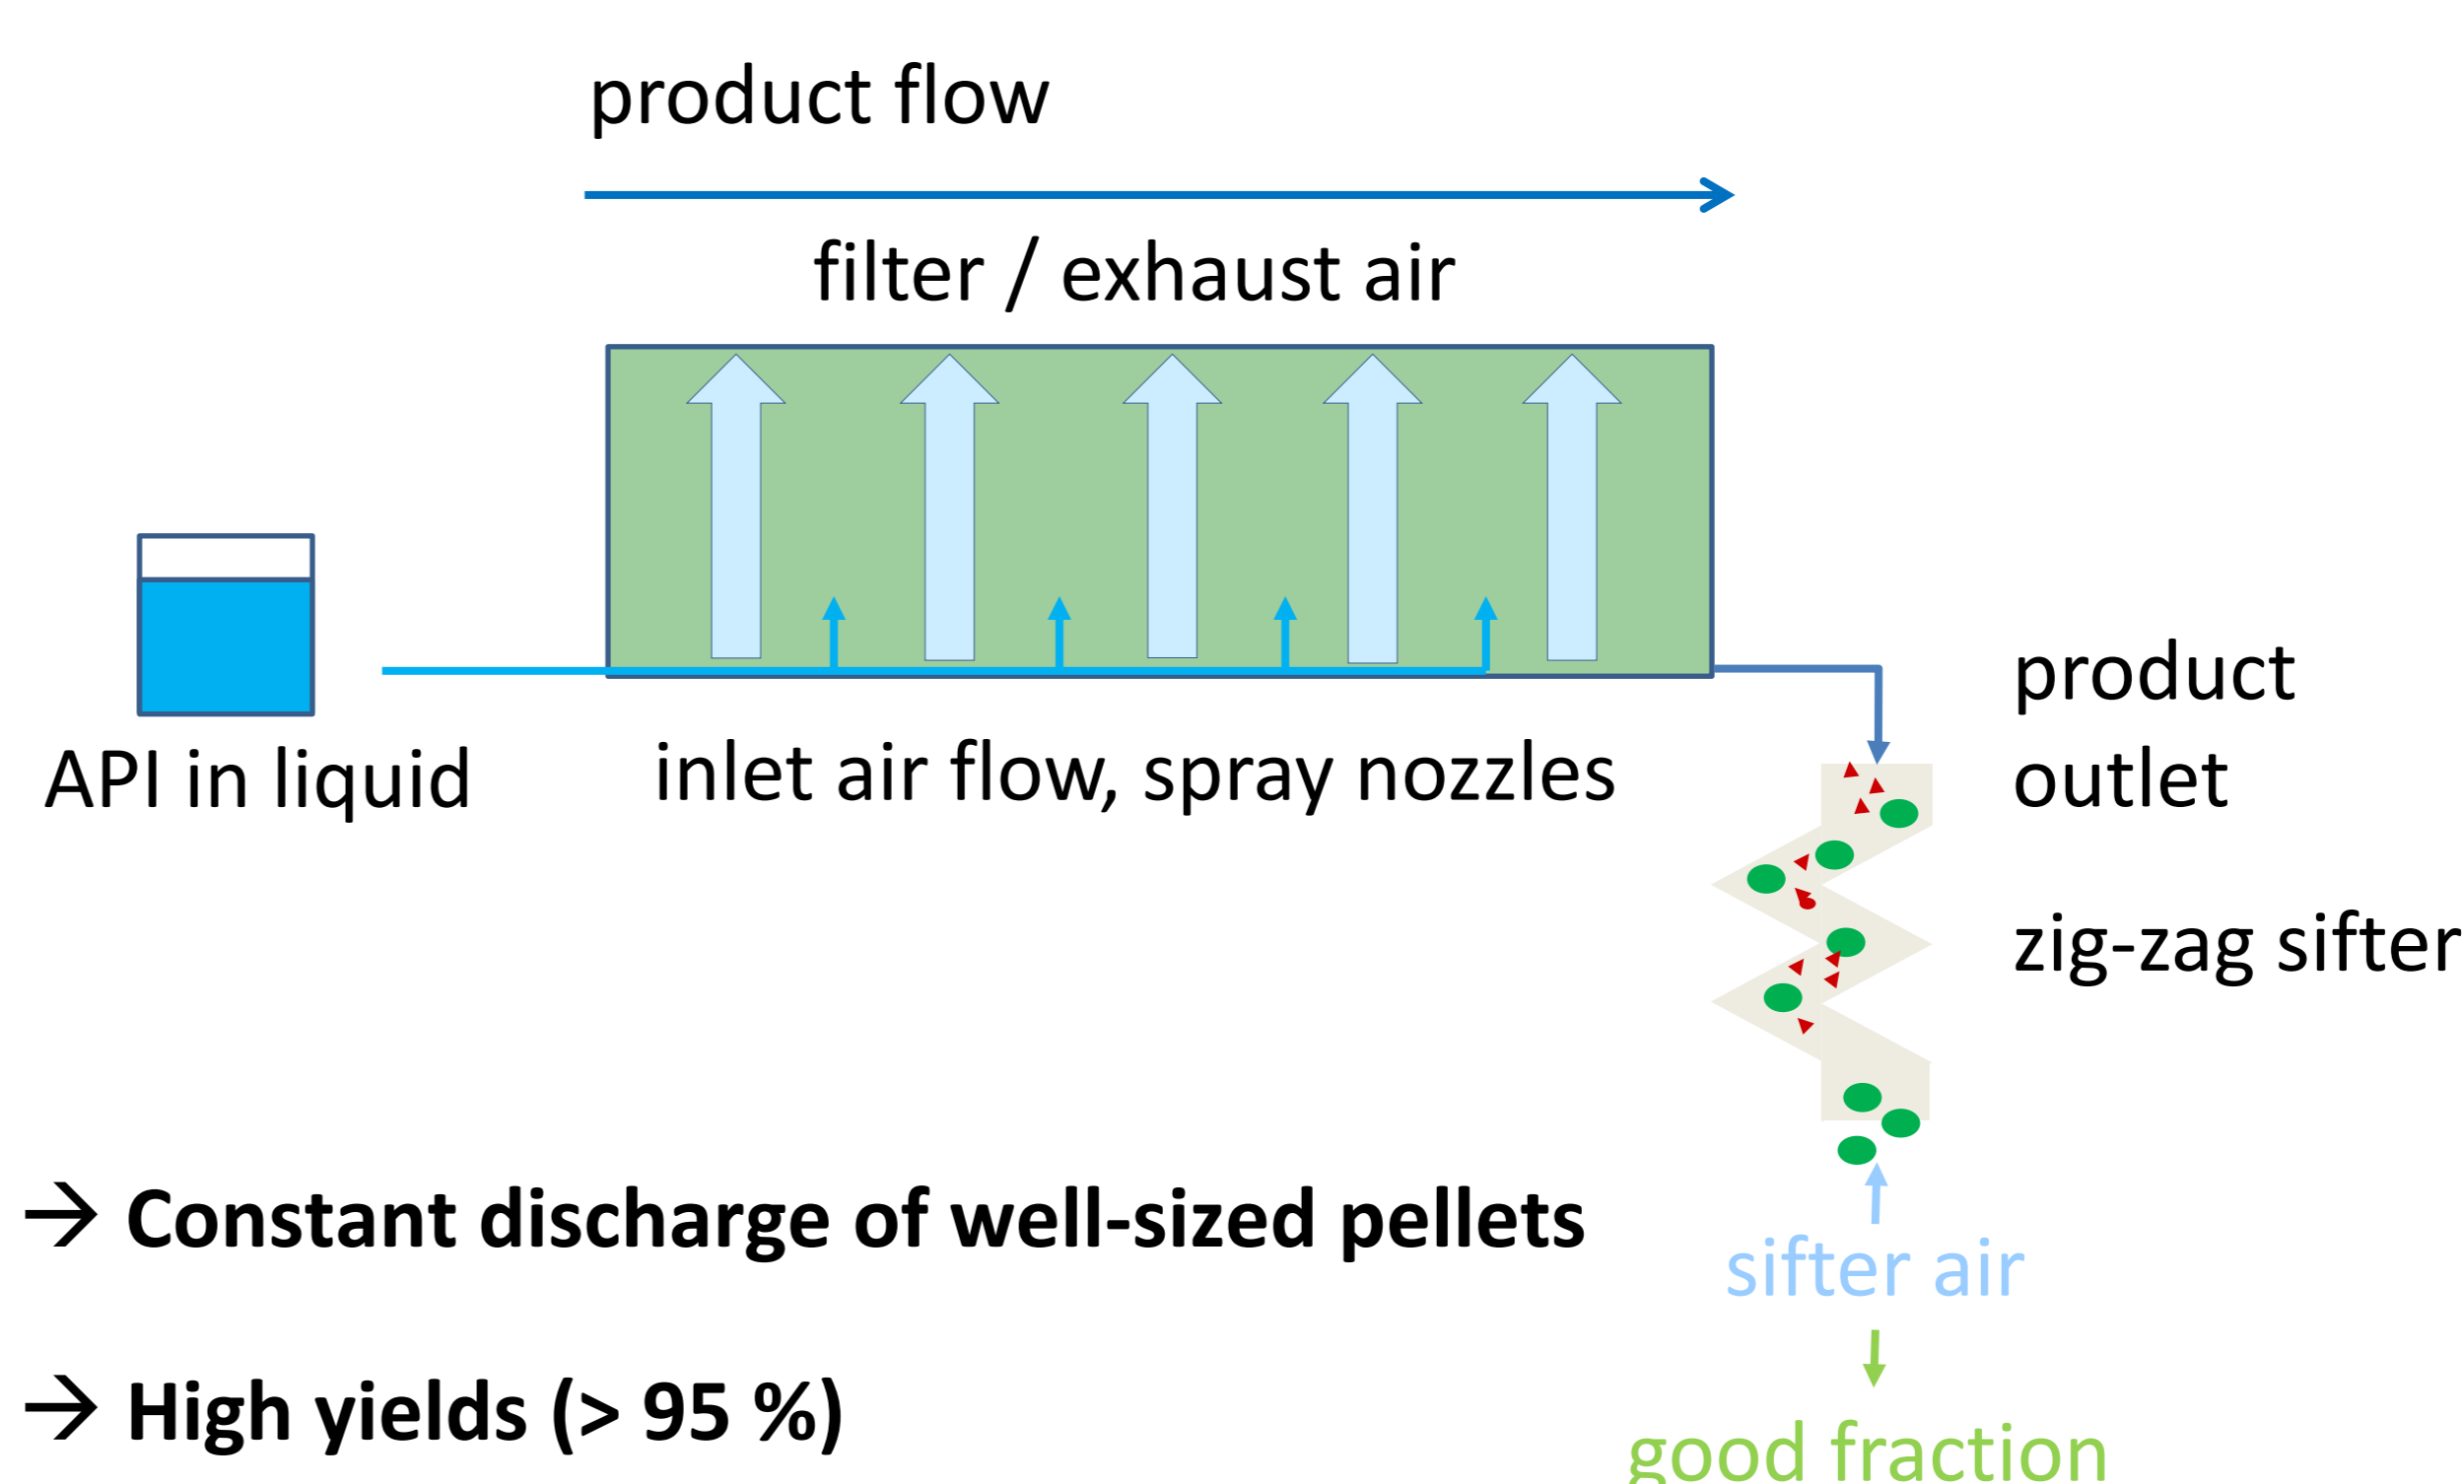 product flow
filter / exhaust air
API in liquid
inlet air flow, spray nozzles
product
outlet
zig-zag sifter
→ Constant discharge of well-sized pellets
sifter air
→ High yields (> 95 %)
good fraction